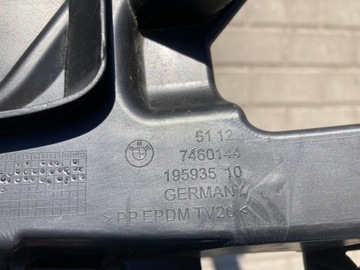 51 12
7460144
195935 10
GERMANY
> PP EPDM TV20 <